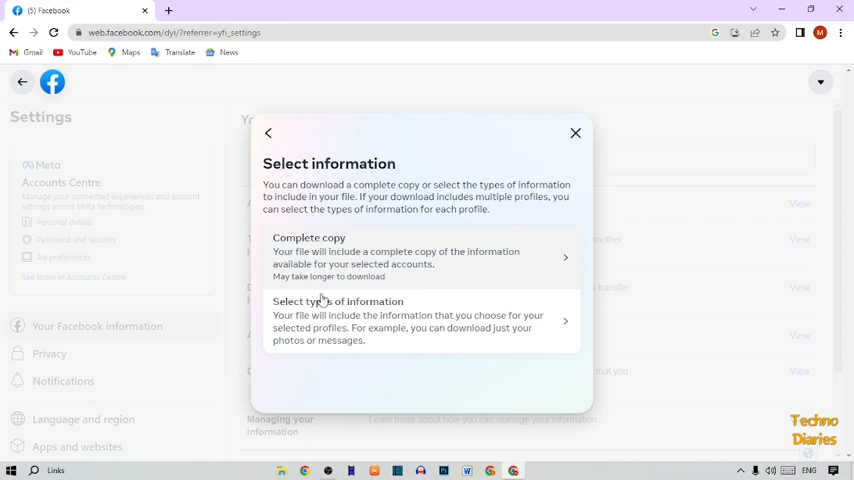 (5) Facebook
web.facebook.com/dyi/?referrer=yfi_settings
M
Gmail
YouTube
Maps
Translate
News
Settings
Yo
Meta
Accounts Centre
Manage your connected experiences and account
settings across Meta technologies.
Personal details
Password and security
Ad preferences
See more in Accounts Centre
Your Facebook information
Privacy
Notifications
Language and region
Apps and websites
Select information
You can download a complete copy or select the types of information
to include in your file. If your download includes multiple profiles, you
can select the types of information for each profile.
Complete copy
Your file will include a complete copy of the information
available for your selected accounts.
May take longer to download
Select types of information
Your file will include the information that you choose for your
selected profiles. For example, you can download just your
photos or messages.
View
nother
View
transfer
View
View
that you
View
Managing your
information
Learn more about how you can manage your information
Techno
Diaries
Links
ENG